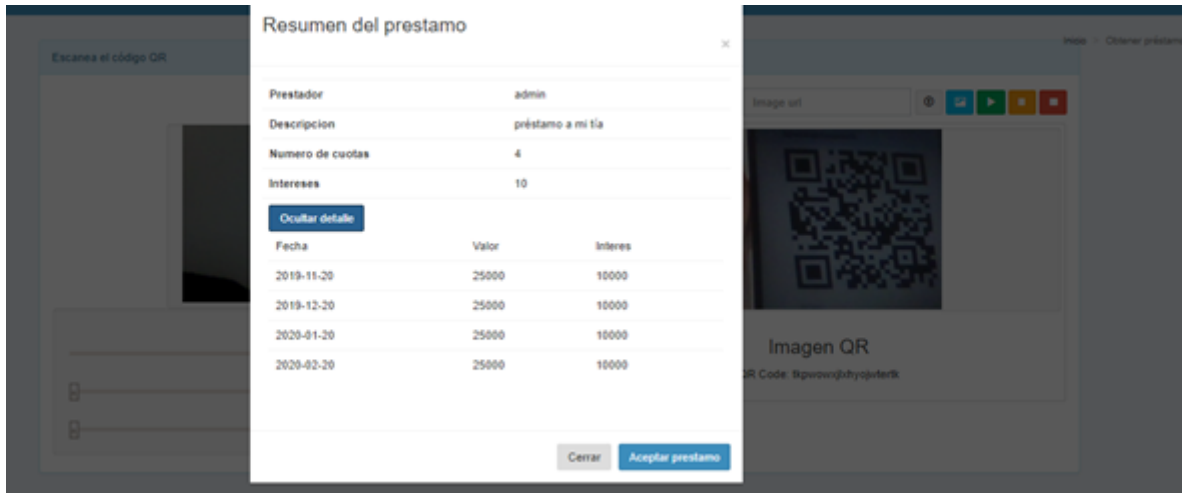 Resumen del prestamo
×
Inicio > Obtener préstamo
Escanea el código QR
Prestador admin
Image url
Descripcion préstamo a mi tía
Numero de cuotas 4
Intereses 10
Ocultar detalle
Fecha Valor Interes
2019-11-20 25000 10000
2019-12-20 25000 10000
2020-01-20 25000 10000
2020-02-20 25000 10000
Imagen QR
QR Code:
Cerrar Aceptar prestamo